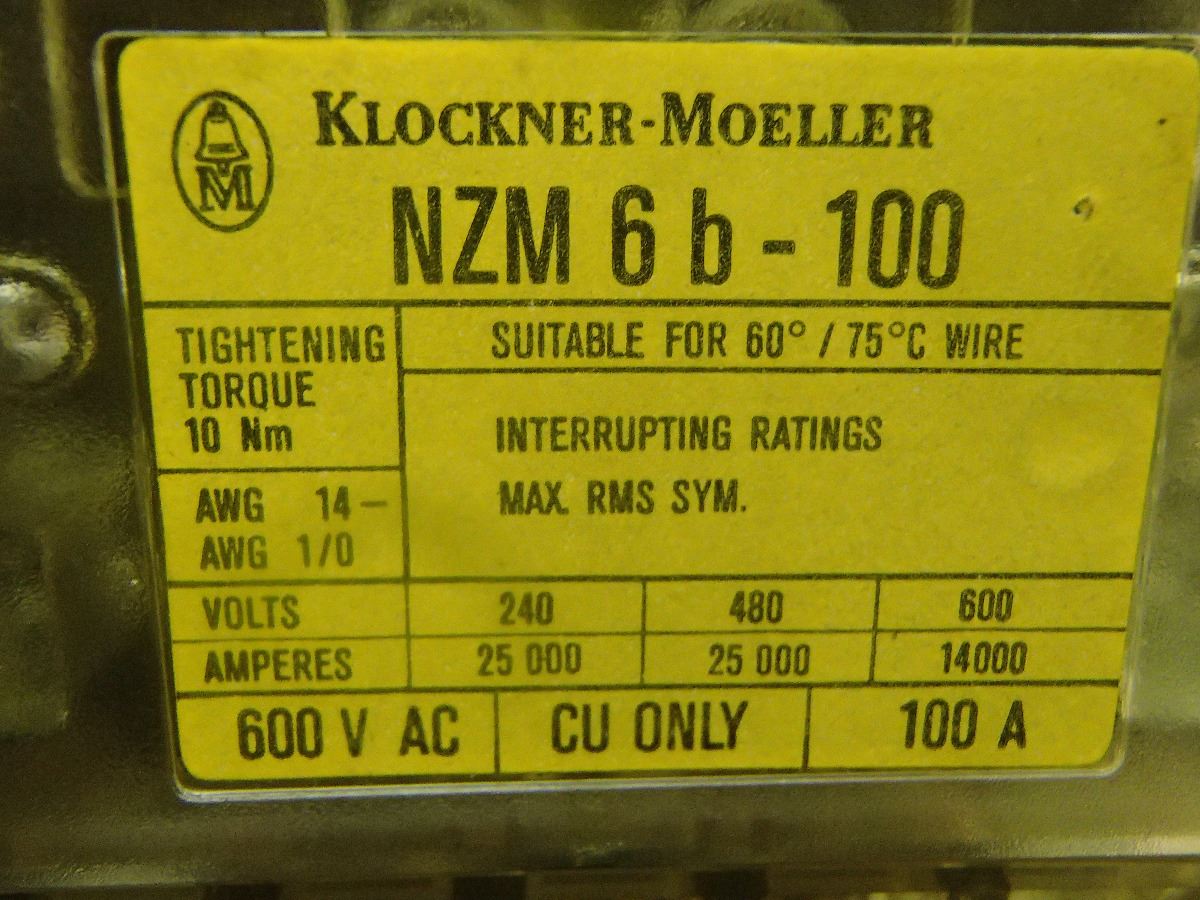 M
KLOCKNER-MOELLER
NZM 6 b - 100
TIGHTENING
TORQUE
10 Nm
SUITABLE FOR 60° / 75°C WIRE
INTERRUPTING RATINGS
MAX. RMS SYM.
AWG 14 –
AWG 1/0
VOLTS 240 480 600
AMPERES 25 000 25 000 14000
600 V AC CU ONLY 100 A